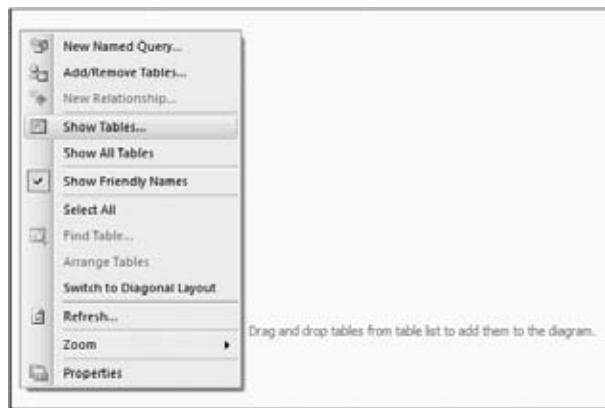 New Named Query...
Add/Remove Tables...
New Relationship...
Show Tables...
Show All Tables
Show Friendly Names
Select All
Find Table...
Arrange Tables
Switch to Diagonal Layout
Refresh...
Drag and drop tables from table list to add them to the diagram.
Zoom
Properties